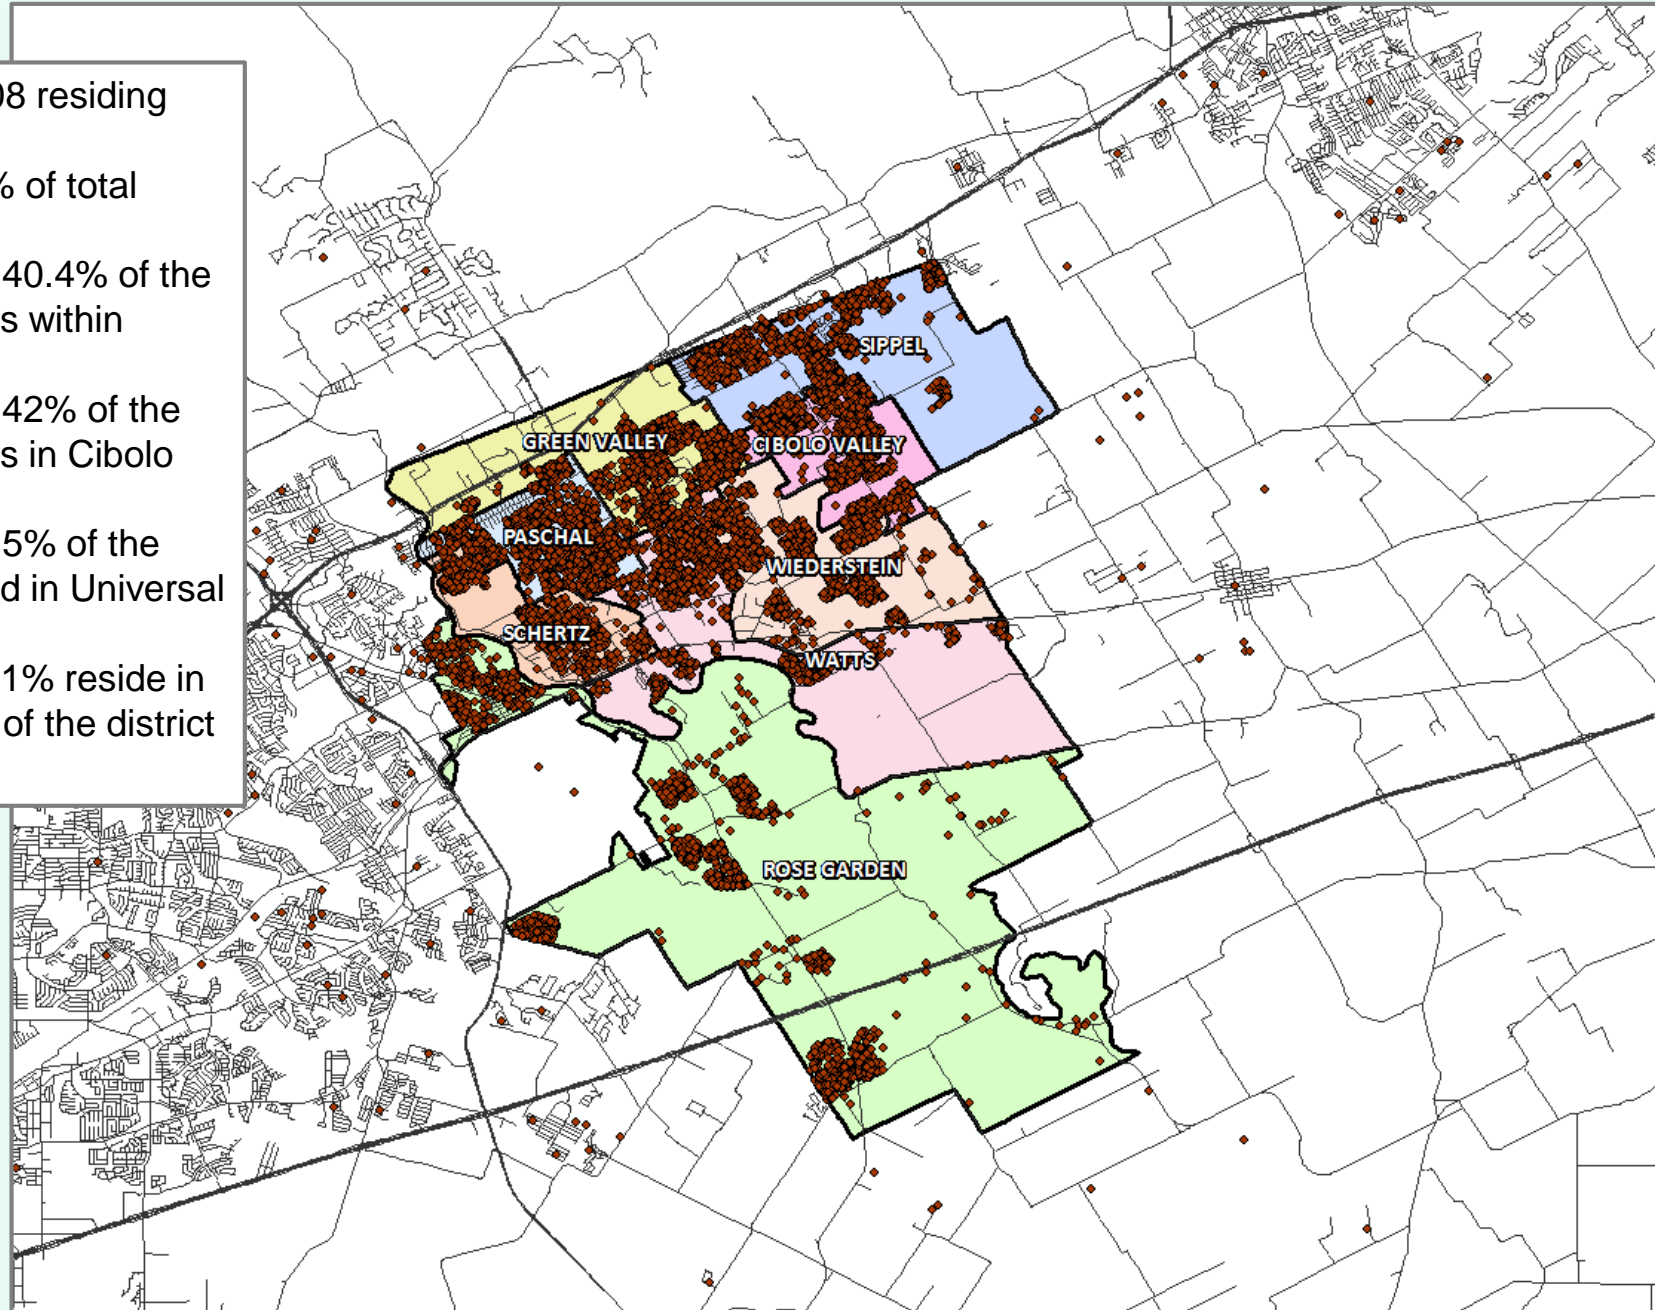 08 residing
% of total
40.4% of the
s within
42% of the
s in Cibolo
5% of the
d in Universal
1% reside in
of the district
SIPPEL
GREEN VALLEY
CIBOLO VALLEY
PASCHAL
WIEDERSTEIN
SCHERTZ
WATTS
ROSE GARDEN